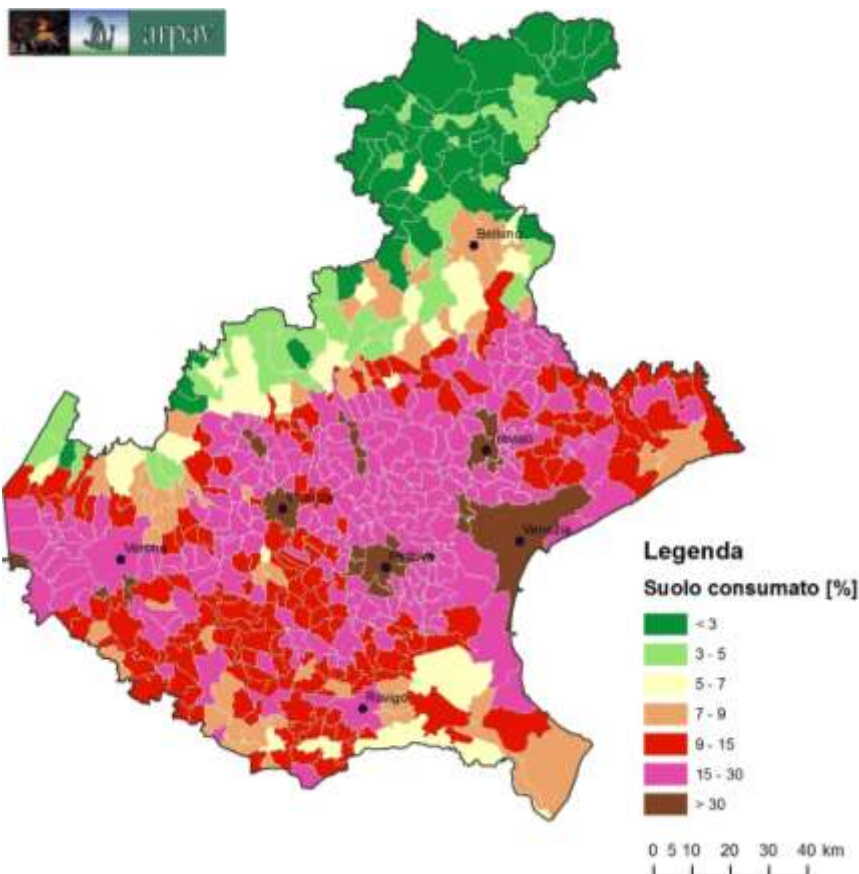 arpav
Belluno
Treviso
Vicenza
Venezia
Verona
Padova
Rovigo
Legenda
Suolo consumato [%]
< 3
3 - 5
5 - 7
7 - 9
9 - 15
15 - 30
> 30
0 5 10 20 30 40 km